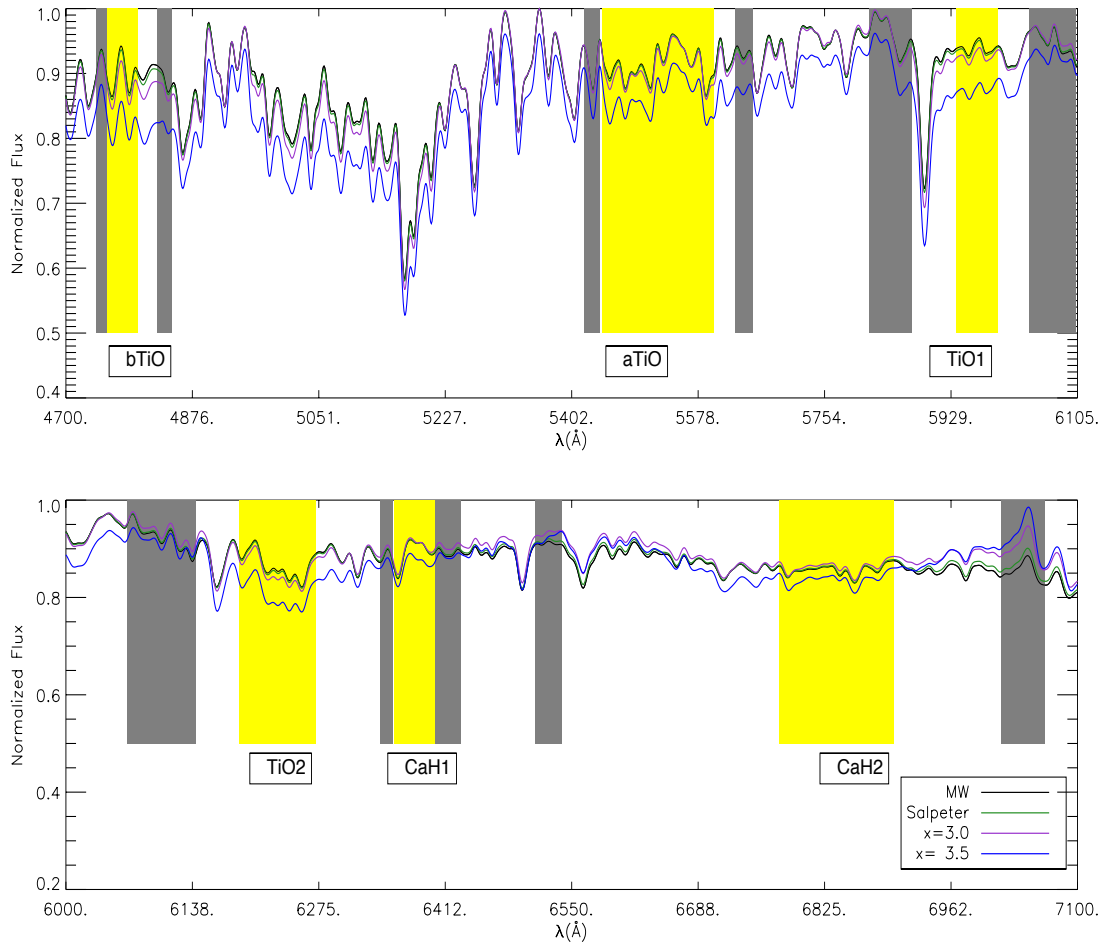 1.0
0.9
0.8
0.7
0.6
0.5
0.4
Normalized Flux
bTiO
aTiO
TiO1
4700. 4876. 5051. 5227. 5402. 5578. 5754. 5929. 6105.
λ(Å)
1.0
0.8
0.6
0.4
0.2
Normalized Flux
TiO2
CaH1
CaH2
MW
Salpeter
x=3.0
x= 3.5
6000. 6138. 6275. 6412. 6550. 6688. 6825. 6962. 7100.
λ(Å)